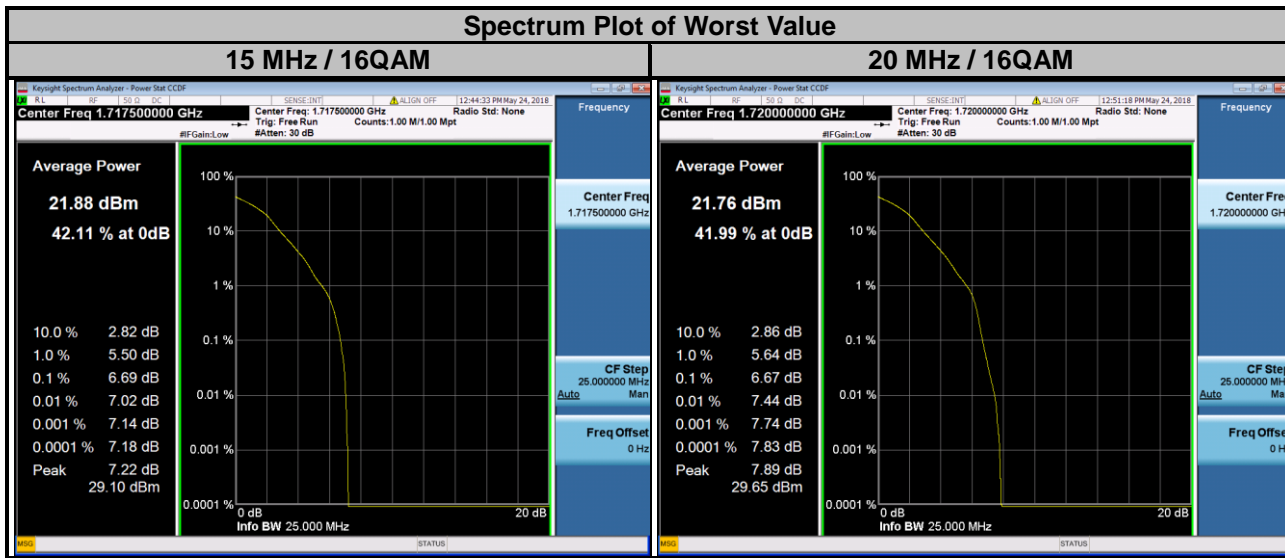 Spectrum Plot of Worst Value
15 MHz / 16QAM
20 MHz / 16QAM
Keysight Spectrum Analyzer - Power Stat CCDF
RL RF 50 Ω DC SENSE:INT ALIGN OFF 12:44:33 PM May 24, 2018
Center Freq 1.717500000 GHz
Center Freq: 1.717500000 GHz Radio Std: None
Trig: Free Run Counts:1.00 M/1.00 Mpt
#IFGain:Low #Atten: 30 dB
Frequency
Average Power
21.88 dBm
42.11 % at 0dB
10.0 % 2.82 dB
1.0 % 5.50 dB
0.1 % 6.69 dB
0.01 % 7.02 dB
0.001 % 7.14 dB
0.0001 % 7.18 dB
Peak 7.22 dB
29.10 dBm
100 %
10 %
1 %
0.1 %
0.01 %
0.001 %
0.0001 %
0 dB 20 dB
Info BW 25.000 MHz
Center Freq
1.717500000 GHz
CF Step
25.000000 MHz
Auto Man
Freq Offset
0 Hz
MSG STATUS
Keysight Spectrum Analyzer - Power Stat CCDF
RL RF 50 Ω DC SENSE:INT ALIGN OFF 12:51:18 PM May 24, 2018
Center Freq 1.720000000 GHz
Center Freq: 1.720000000 GHz Radio Std: None
Trig: Free Run Counts:1.00 M/1.00 Mpt
#IFGain:Low #Atten: 30 dB
Frequency
Average Power
21.76 dBm
41.99 % at 0dB
10.0 % 2.86 dB
1.0 % 5.64 dB
0.1 % 6.67 dB
0.01 % 7.44 dB
0.001 % 7.74 dB
0.0001 % 7.83 dB
Peak 7.89 dB
29.65 dBm
100 %
10 %
1 %
0.1 %
0.01 %
0.001 %
0.0001 %
0 dB 20 dB
Info BW 25.000 MHz
Center Fre
1.720000000 GH
CF Step
25.000000 MH
Auto Ma
Freq Offse
0 H
MSG STATUS